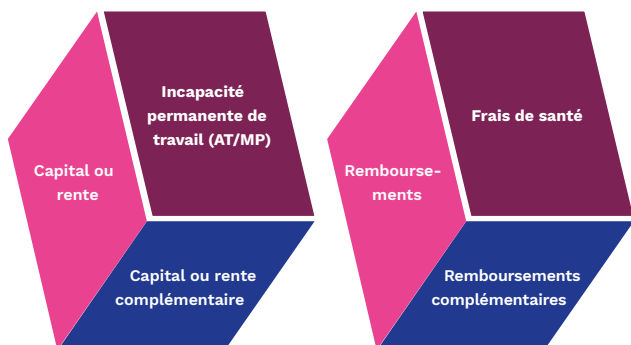 Incapacité
permanente de
travail (AT/MP)
Capital ou
rente
Capital ou rente
complémentaire
Frais de santé
Rembourse-
ments
Remboursements
complémentaires